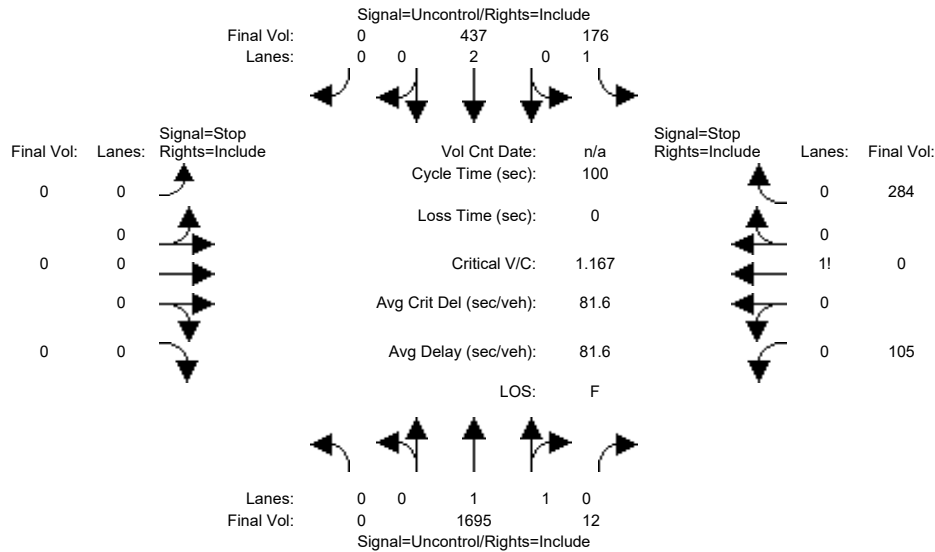 Signal=Uncontrol/Rights=Include
Final Vol: 0 437 176
Lanes: 0 0 2 0 1
Signal=Stop Signal=Stop
Final Vol: Lanes: Rights=Include Vol Cnt Date: n/a Rights=Include Lanes: Final Vol:
Cycle Time (sec): 100
0 0 0 284
Loss Time (sec): 0
0 0
0 0 Critical V/C: 1.167 1! 0
0 Avg Crit Del (sec/veh): 81.6 0
0 0 Avg Delay (sec/veh): 81.6 0 105
LOS: F
Lanes: 0 0 1 1 0
Final Vol: 0 1695 12
Signal=Uncontrol/Rights=Include